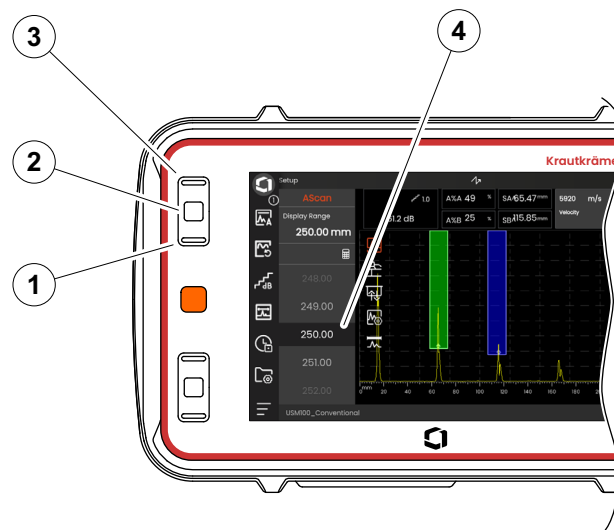 3
4
2
1
Krautkräme
Setup
AScan
Display Range
250.00 mm
248.00
249.00
250.00
251.00
252.00
1.0
A%A 49 %
SA 65.47 mm
5920 m/s
Velocity
1.2 dB
A%B 25 %
SB 115.85 mm
A
dB
mm 20 40 60 80 100 120 140 160 180
USM100_Conventional